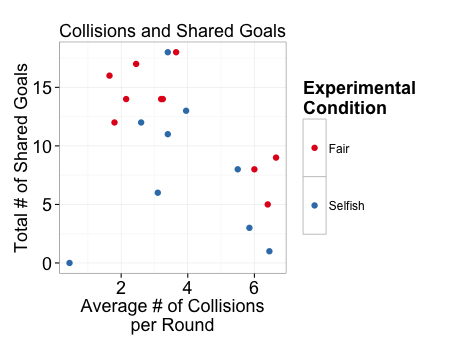 Collisions and Shared Goals
Total # of Shared Goals
15
10
5
0
2 4 6
Average # of Collisions
per Round
Experimental
Condition
Fair
Selfish